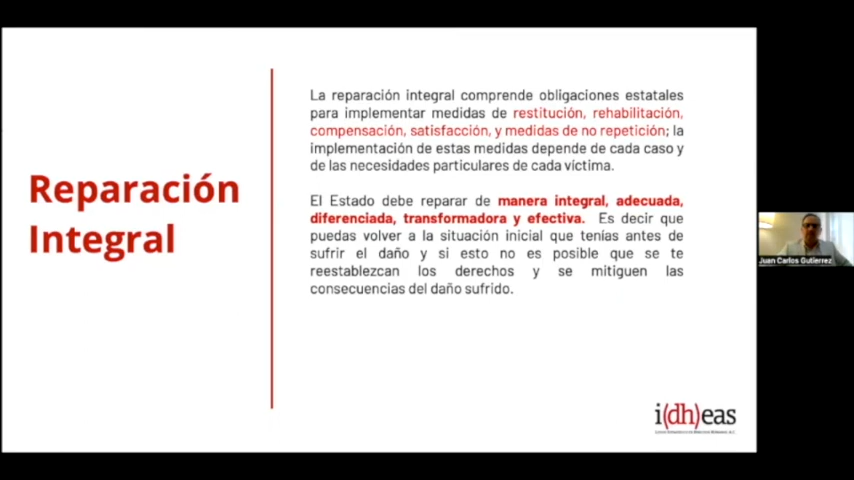 Reparación
Integral
La reparación integral comprende obligaciones estatales
para implementar medidas de restitución, rehabilitación,
compensación, satisfacción, y medidas de no repetición; la
implementación de estas medidas depende de cada caso y
de las necesidades particulares de cada víctima.
El Estado debe reparar de manera integral, adecuada,
diferenciada, transformadora y efectiva. Es decir que
puedas volver a la situación inicial que tenías antes de
sufrir el daño y si esto no es posible que se te
reestablezcan los derechos y se mitiguen las
consecuencias del daño sufrido.
Juan Carlos Gutierrez
i(dh)eas